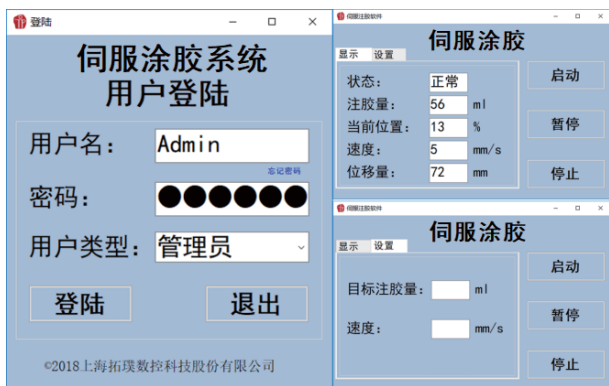 登陆
伺服涂胶系统
用户登陆
用户名：
Admin
忘记密码
密码：
用户类型：
管理员
登陆
退出
©2018上海拓璞数控科技股份有限公司
伺服注胶软件
伺服涂胶
显示 设置
状态： 正常
注胶量： 56 ml
当前位置： 13 %
速度： 5 mm/s
位移量： 72 mm
启动
暂停
停止
伺服注胶软件
伺服涂胶
显示 设置
目标注胶量： ml
速度： mm/s
启动
暂停
停止